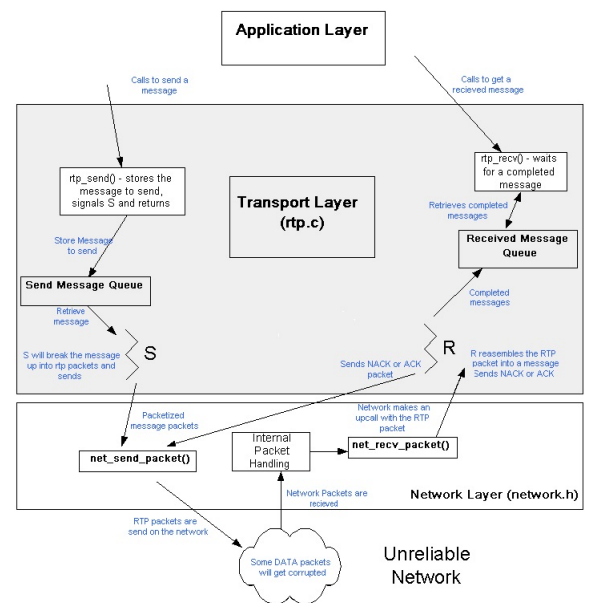 Application Layer
Calls to send a
message
Calls to get a
recieved message
rtp_send() - stores the
message to send,
signals S and returns
rtp_recv() - waits
for a completed
message
Transport Layer
(rtp.c)
Retrieves completed
messages
Store Message
to send
Received Message
Queue
Send Message Queue
Retrieve
message
Completed
messages
S
R
S will break the message
up into rtp packets and
sends
Sends NACK or ACK
packet
R reassembles the RTP
packet into a message
Sends NACK or ACK
Packetized
message packets
Network makes an
upcall with the RTP
packet
net_send_packet()
Internal
Packet
Handling
net_recv_packet()
Network Packets are
recieved
Network Layer (network.h)
RTP packets are
send on the network
Some DATA packets
will get corrupted
Unreliable
Network